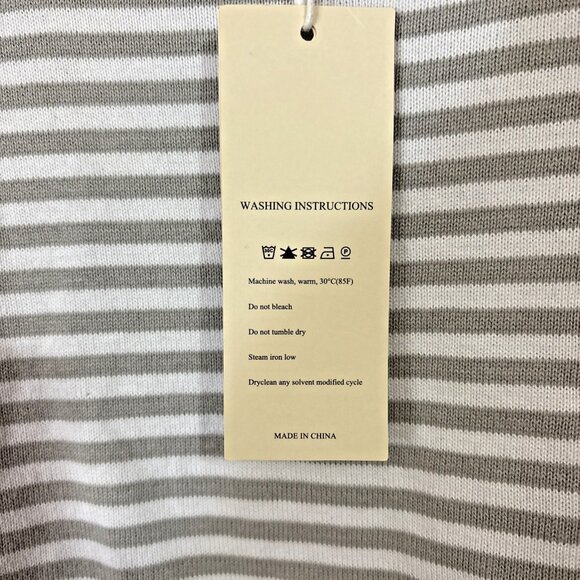 WASHING INSTRUCTIONS
Machine wash, warm, 30°C(85F)
Do not bleach
Do not tumble dry
Steam iron low
Dryclean any solvent modified cycle
MADE IN CHINA